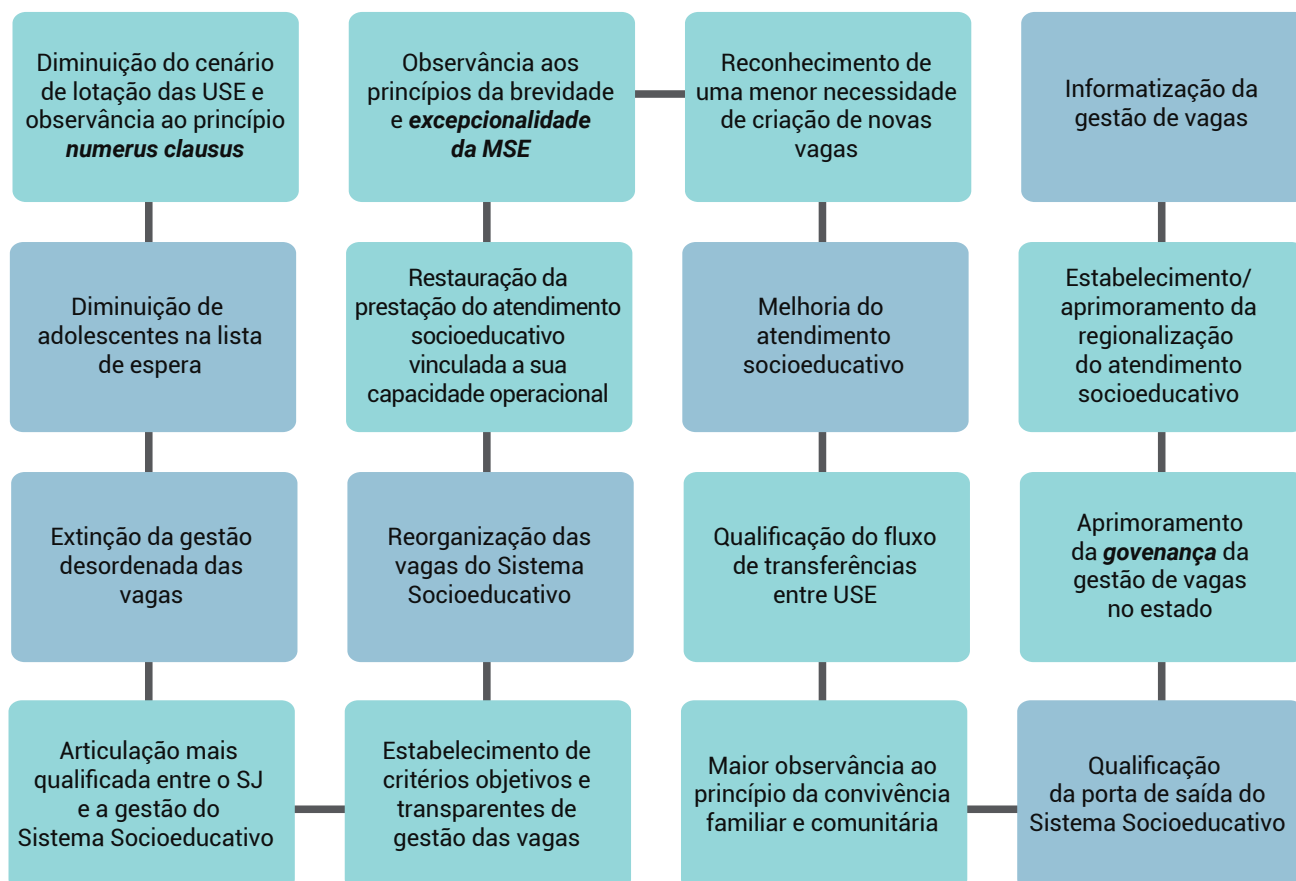 Diminuição do cenário
de lotação das USE e
observância ao princípio
numerus clausus
Diminuição de
adolescentes na lista
de espera
Extinção da gestão
desordenada das
vagas
Articulação mais
qualificada entre o SJ
e a gestão do
Sistema Socioeducativo
Estabelecimento de
critérios objetivos e
transparentes de
gestão das vagas
Reorganização das
vagas do Sistema
Socioeducativo
Restauração da
prestação do atendimento
socioeducativo
vinculada a sua
capacidade operacional
Observância aos
princípios da brevidade
e excepcionalidade
da MSE
Reconhecimento de
uma menor necessidade
de criação de novas
vagas
Melhoria do
atendimento
socioeducativo
Qualificação do fluxo
de transferências
entre USE
Maior observância ao
princípio da convivência
familiar e comunitária
Qualificação
da porta de saída do
Sistema Socioeducativo
Aprimoramento
da govenança da
gestão de vagas
no estado
Estabelecimento/
aprimoramento da
regionalização
do atendimento
socioeducativo
Informatização da
gestão de vagas